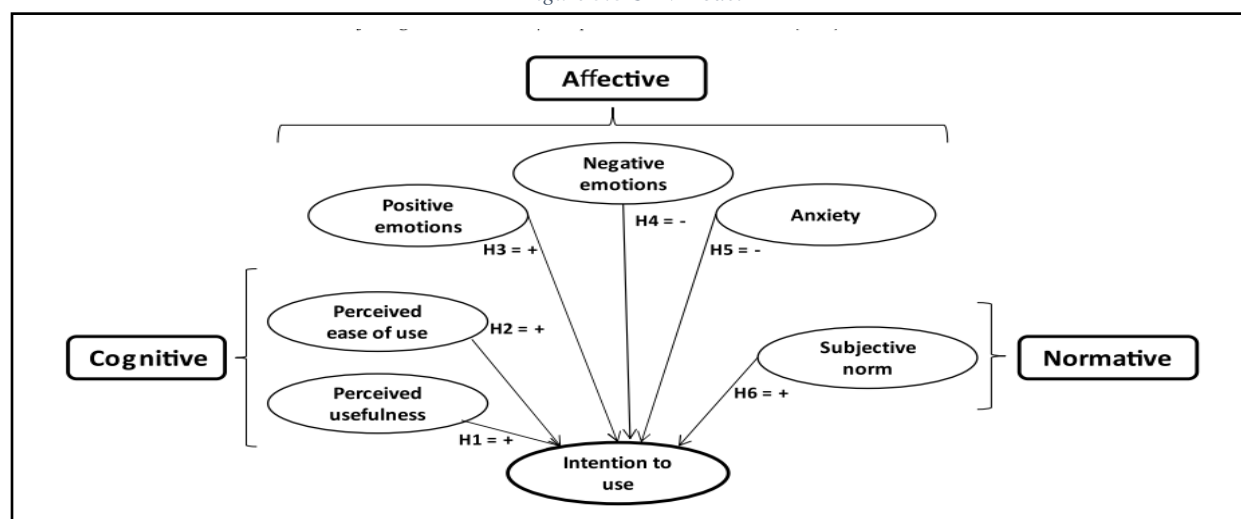 Affective
Negative
emotions
Positive
emotions
Anxiety
H4 = -
H3 = +
H5 = -
Perceived
ease of use
H2 = +
Subjective
norm
Cognitive
Normative
Perceived
usefulness
H6 = +
H1 = +
Intention to
use